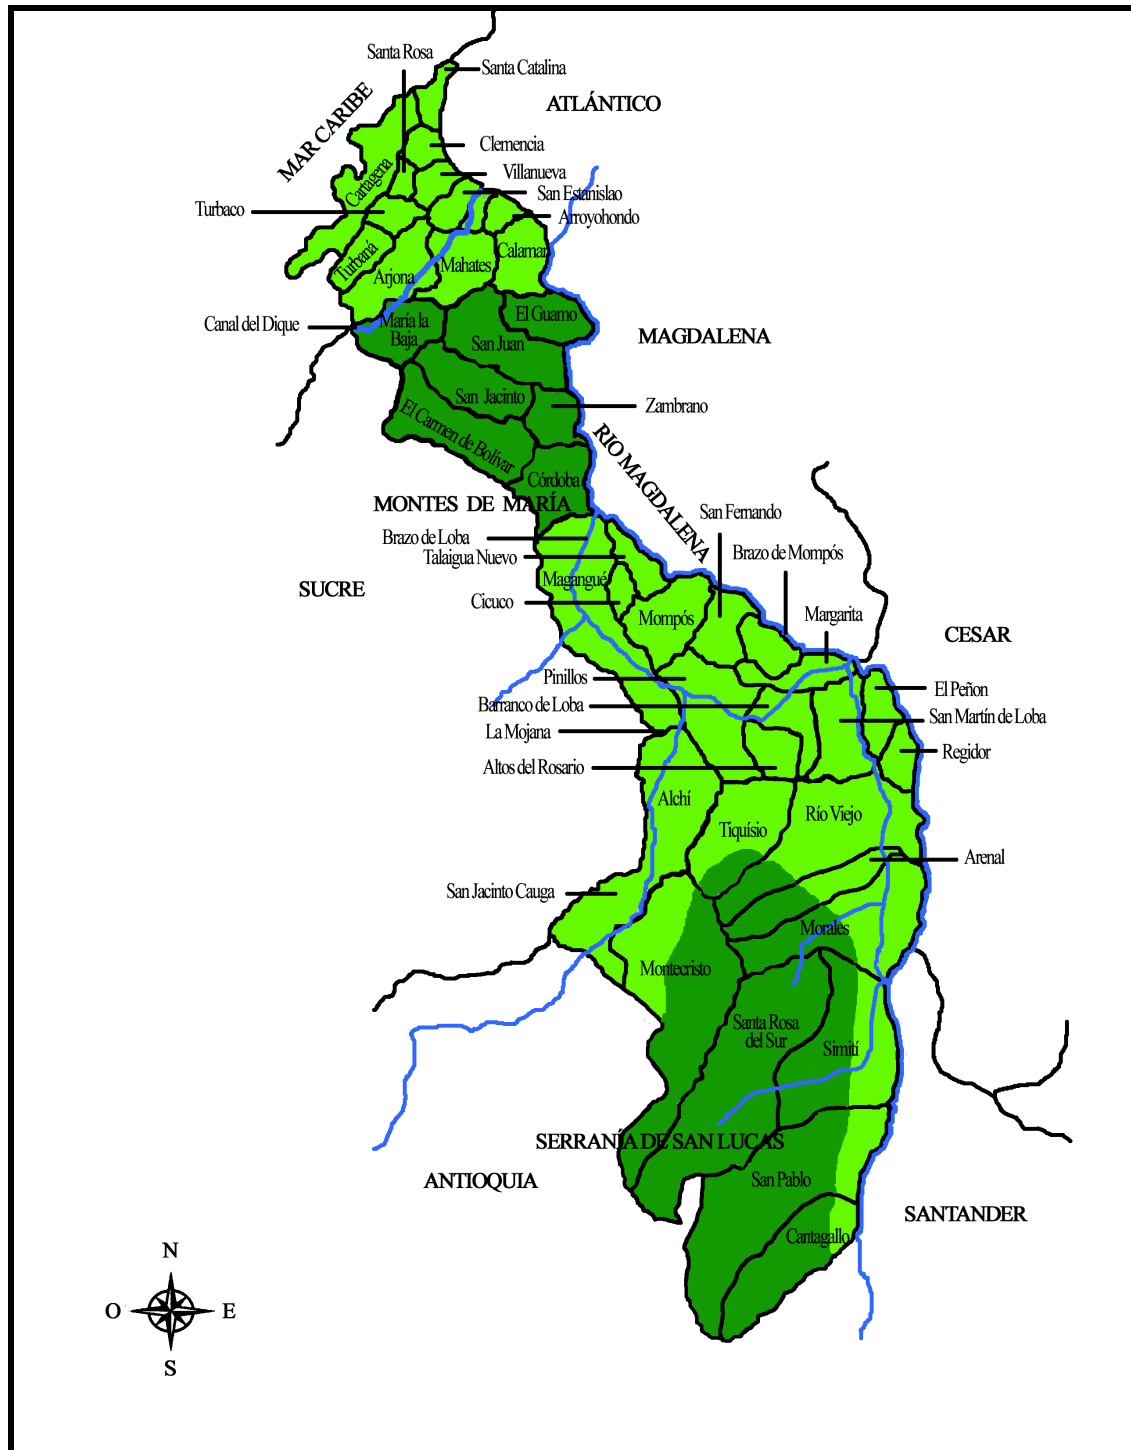 Santa Rosa
Santa Catalina
MAR CARIBE
ATLÁNTICO
Clemencia
Cartagena
Villanueva
San Estanislao
Turbaco
Arroyohondo
Turbaná
Calamar
Mahates
Arjona
Canal del Dique
María la
Baja
El Guamo
San Juan
MAGDALENA
San Jacinto
Zambrano
El Carmen de Bolívar
RIO MAGDALENA
Córdoba
MONTES DE MARÍA
San Fernando
Brazo de Loba
Talaigua Nuevo
Brazo de Mompós
Magangué
SUCRE
Cicuco
Mompós
Margarita
CESAR
Pinillos
El Peñon
Barranco de Loba
San Martín de Loba
La Mojana
Regidor
Altos del Rosario
Alchí
Río Viejo
Tiquísio
Arenal
San Jacinto Cauga
Morales
Montecristo
Santa Rosa
del Sur
Simití
SERRANÍA DE SAN LUCAS
ANTIOQUIA
San Pablo
SANTANDER
Cantagallo
N
O
E
S